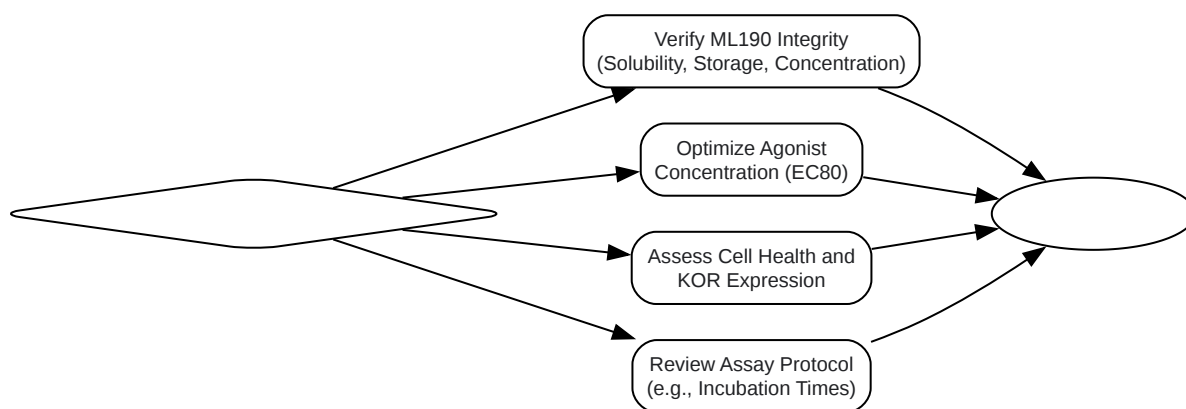 Verify ML190 Integrity
(Solubility, Storage, Concentration)
Optimize Agonist
Concentration (EC80)
Assess Cell Health and
KOR Expression
Review Assay Protocol
(e.g., Incubation Times)